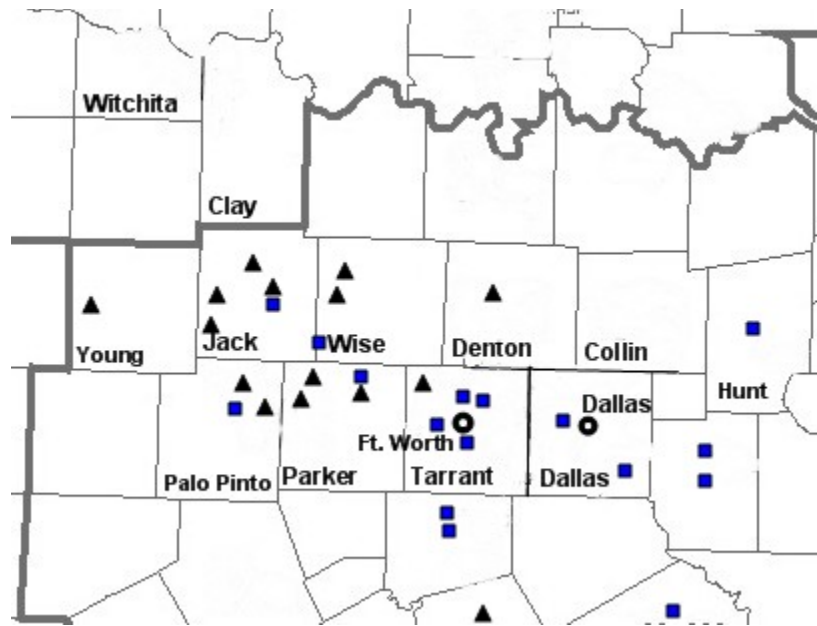 Witchita
Clay
Jack
Wise
Young
Denton
Collin
Hunt
Dallas
Ft. Worth
Palo Pinto
Parker
Tarrant
Dallas